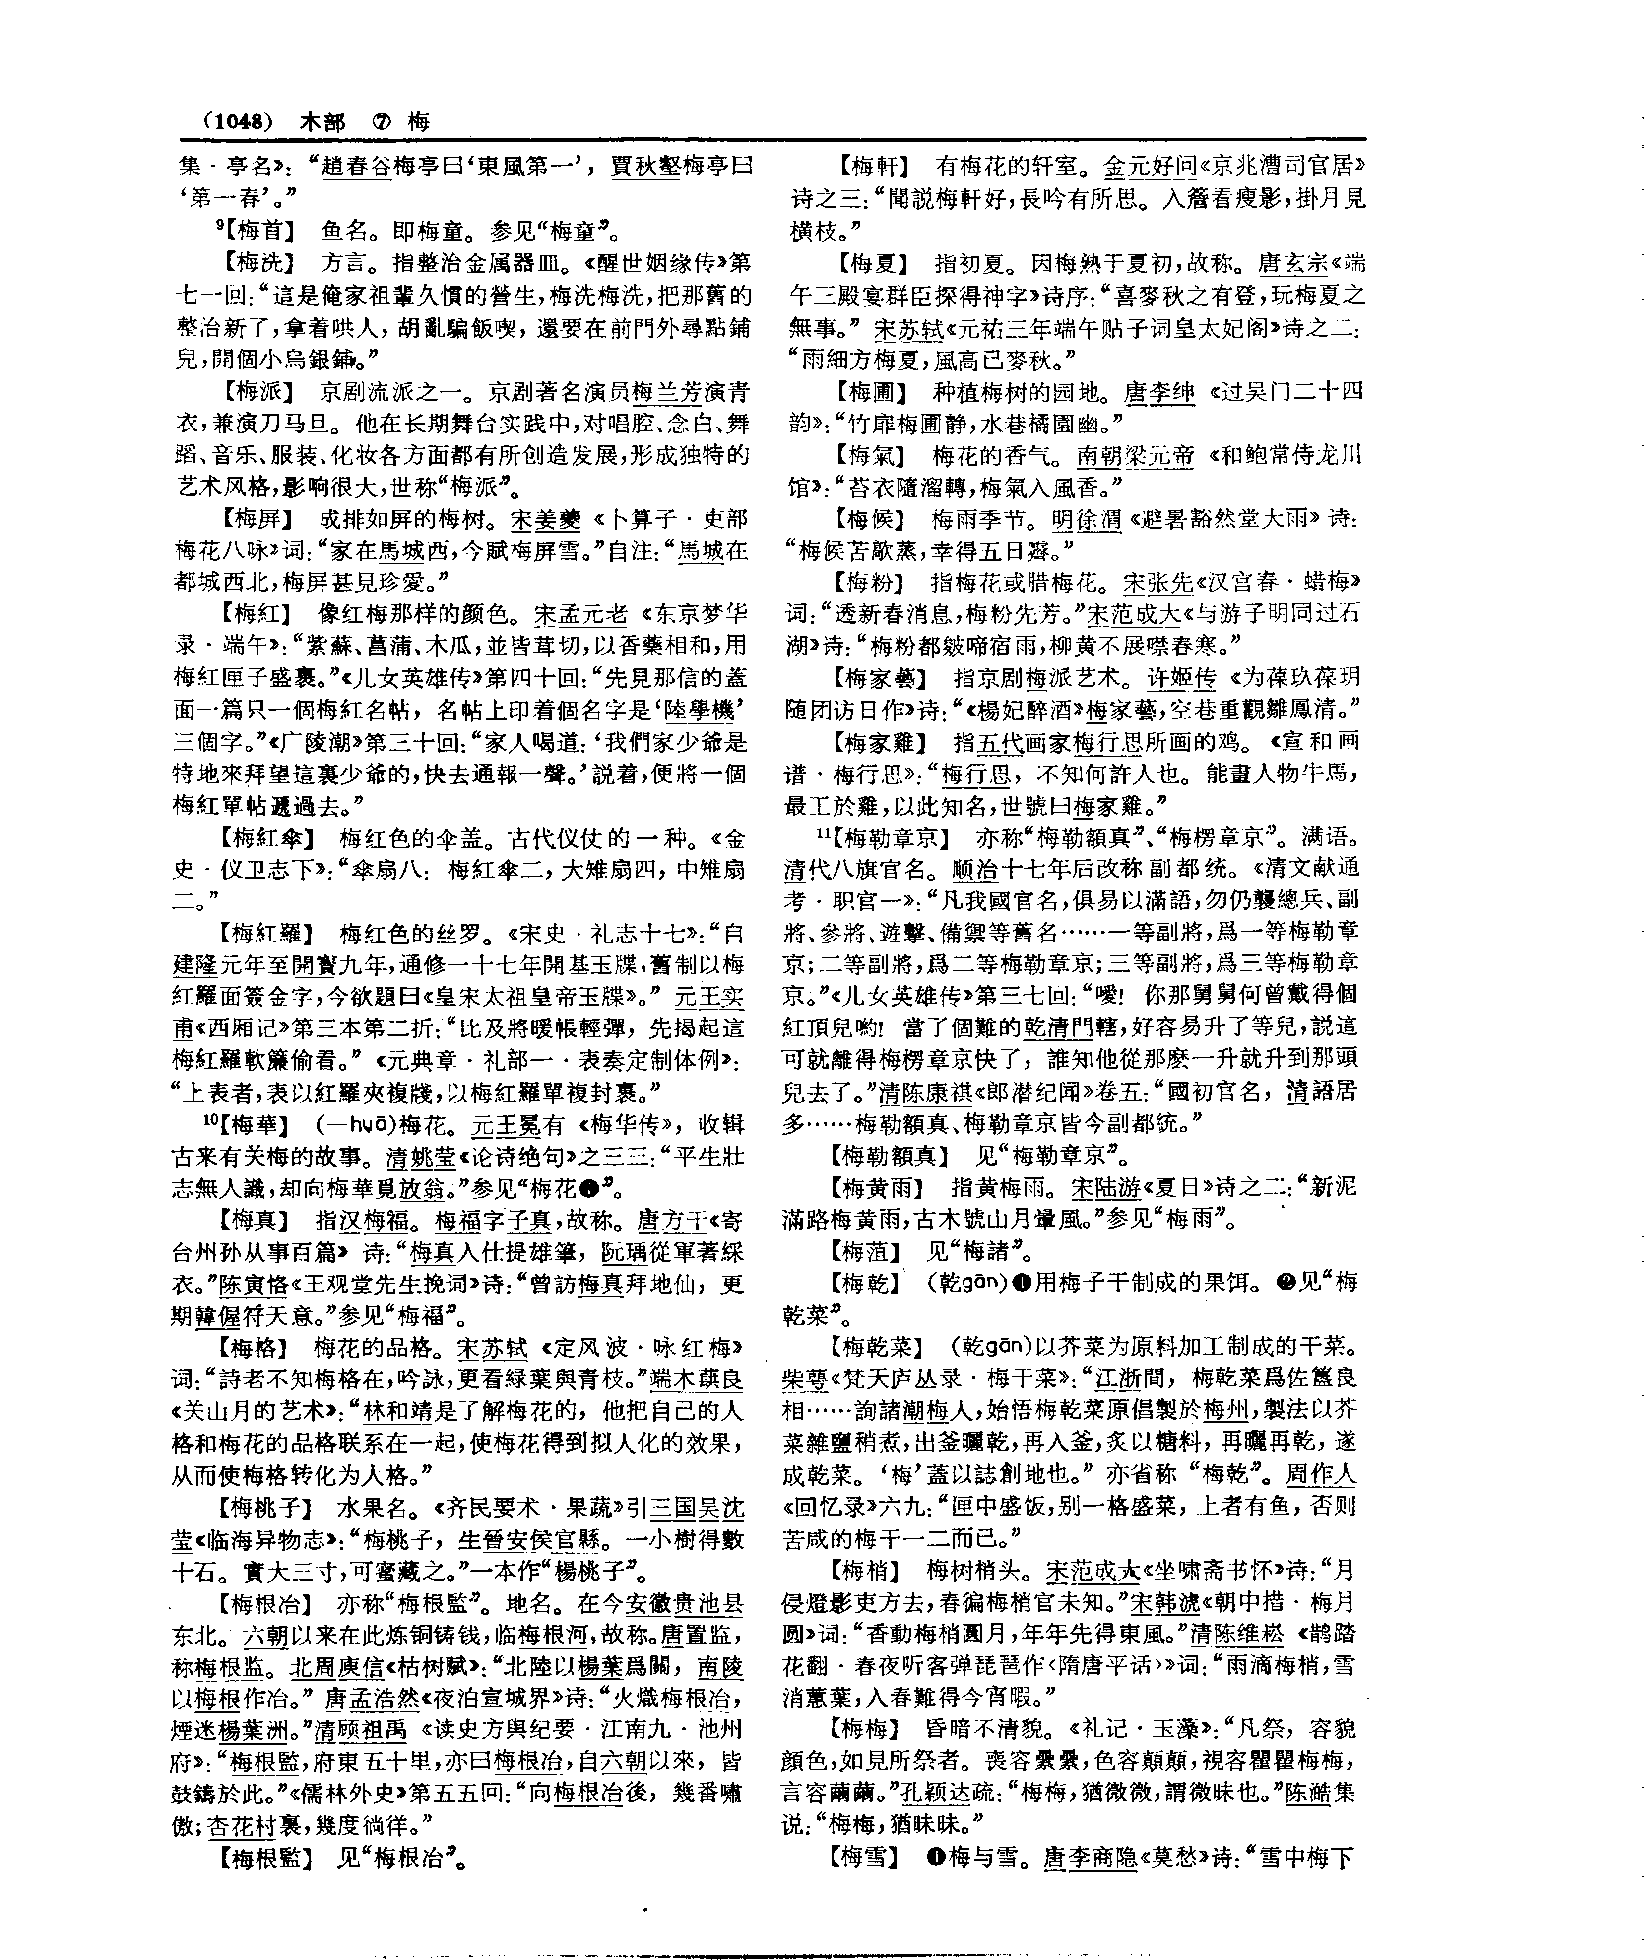 (1048) 木部 ⑦ 梅
集·亭名》：“趙春谷梅亭曰‘東風第一’，賈秋壑梅亭曰
‘第一春’。”
⁹【梅首】 鱼名。即梅童。参见“梅童”。
【梅洗】 方言。指整治金属器皿。《醒世姻缘传》第
七一回：“這是俺家祖輩久慣的營生，梅洗梅洗，把那舊的
整治新了，拿着哄人，胡亂騙飯喫，還要在前門外尋點鋪
兒，開個小烏銀鋪。”
【梅派】 京剧流派之一。京剧著名演员梅兰芳演青
衣，兼演刀马旦。他在长期舞台实践中，对唱腔、念白、舞
蹈、音乐、服装、化妆各方面都有所创造发展，形成独特的
艺术风格，影响很大，世称“梅派”。
【梅屏】 成排如屏的梅树。宋姜夔《卜算子·吏部
梅花八咏》词：“家在馬城西，今賦梅屏雪。”自注：“馬城在
都城西北，梅屏甚見珍愛。”
【梅紅】 像红梅那样的颜色。宋孟元老《东京梦华
录·端午》：“紫蘇、菖蒲、木瓜，並皆茸切，以香藥相和，用
梅紅匣子盛裹。”《儿女英雄传》第四十回：“先見那信的蓋
面一篇只一個梅紅名帖，名帖上印着個名字是‘陸學機’
三個字。”《广陵潮》第三十回：“家人喝道：‘我們家少爺是
特地來拜望這裏少爺的，快去通報一聲。’説着，便將一個
梅紅單帖遞過去。”
【梅紅傘】 梅红色的伞盖。古代仪仗的一种。《金
史·仪卫志下》：“傘扇八：梅紅傘二，大雉扇四，中雉扇
二。”
【梅紅羅】 梅红色的丝罗。《宋史·礼志十七》：“自
建隆元年至開寶九年，通修一十七年開基玉牒，舊制以梅
紅羅面簽金字，今欲題曰《皇宋太祖皇帝玉牒》。”元王实
甫《西厢记》第三本第二折：“比及將暖帳輕彈，先揭起這
梅紅羅軟簾偷看。”《元典章·礼部一·表奏定制体例》：
“上表者，表以紅羅夾複牋，以梅紅羅單複封裹。”
¹⁰【梅華】 (—huā)梅花。元王冕有《梅华传》，收辑
古来有关梅的故事。清姚莹《论诗绝句》之三三：“平生壯
志無人識，却向梅華覓放翁。”参见“梅花❶”。
【梅真】 指汉梅福。梅福字子真，故称。唐方干《寄
台州孙从事百篇》诗：“梅真入仕提雄筆，阮瑀從軍著綵
衣。”陈寅恪《王观堂先生挽词》诗：“曾訪梅真拜地仙，更
期韓偓符天意。”参见“梅福”。
【梅格】 梅花的品格。宋苏轼《定风波·咏红梅》
词：“詩老不知梅格在，吟詠，更看緑葉與青枝。”端木蕻良
《关山月的艺术》：“林和靖是了解梅花的，他把自己的人
格和梅花的品格联系在一起，使梅花得到拟人化的效果，
从而使梅格转化为人格。”
【梅桃子】 水果名。《齐民要术·果蓏》引三国吴沈
莹《临海异物志》：“梅桃子，生晉安侯官縣。一小樹得數
十石。實大三寸，可蜜藏之。”一本作“楊桃子”。
【梅根冶】 亦称“梅根監”。地名。在今安徽贵池县
东北。六朝以来在此炼铜铸钱，临梅根河，故称。唐置监，
称梅根监。北周庾信《枯树赋》：“北陸以楊葉爲關，南陵
以梅根作冶。”唐孟浩然《夜泊宣城界》诗：“火熾梅根冶，
煙迷楊葉洲。”清顾祖禹《读史方舆纪要·江南九·池州
府》：“梅根監，府東五十里，亦曰梅根冶，自六朝以來，皆
鼓鑄於此。”《儒林外史》第五五回：“向梅根冶後，幾番嘯
傲；杏花村裏，幾度徜徉。”
【梅根監】 见“梅根冶”。
【梅軒】 有梅花的轩室。金元好问《京兆漕司官居》
诗之三：“聞説梅軒好，長吟有所思。入簷看瘦影，掛月見
橫枝。”
【梅夏】 指初夏。因梅熟于夏初，故称。唐玄宗《端
午三殿宴群臣探得神字》诗序：“喜麥秋之有登，玩梅夏之
無事。”宋苏轼《元祐三年端午贴子词皇太妃阁》诗之二：
“雨細方梅夏，風高已麥秋。”
【梅圃】 种植梅树的园地。唐李绅《过吴门二十四
韵》：“竹扉梅圃静，水巷橘園幽。”
【梅氣】 梅花的香气。南朝梁元帝《和鲍常侍龙川
馆》：“苔衣隨溜轉，梅氣入風香。”
【梅候】 梅雨季节。明徐渭《避暑豁然堂大雨》诗：
“梅候苦歊蒸，幸得五日霪。”
【梅粉】 指梅花或腊梅花。宋张先《汉宫春·蜡梅》
词：“透新春消息，梅粉先芳。”宋范成大《与游子明同过石
湖》诗：“梅粉都皴啼宿雨，柳黄不展噤春寒。”
【梅家藝】 指京剧梅派艺术。许姬传《为葆玖葆玥
随团访日作》诗：“《楊妃醉酒》梅家藝，空巷重觀雛鳳清。”
【梅家雞】 指五代画家梅行思所画的鸡。《宣和画
谱·梅行思》：“梅行思，不知何許人也。能畫人物牛馬，
最工於雞，以此知名，世號曰梅家雞。”
¹¹【梅勒章京】 亦称“梅勒額真”、“梅楞章京”。满语。
清代八旗官名。顺治十七年后改称副都统。《清文献通
考·职官一》：“凡我國官名，俱易以滿語，勿仍襲總兵、副
將、參將、遊擊、備禦等舊名……一等副將，爲一等梅勒章
京；二等副將，爲二等梅勒章京；三等副將，爲三等梅勒章
京。”《儿女英雄传》第三七回：“噯！你那舅舅何曾戴得個
紅頂兒喲！當了個難的乾清門轄，好容易升了等兒，説這
可就離得梅楞章京快了，誰知他從那麽一升就升到那頭
兒去了。”清陈康祺《郎潜纪闻》卷五：“國初官名，清語居
多……梅勒額真、梅勒章京皆今副都統。”
【梅勒額真】 见“梅勒章京”。
【梅黄雨】 指黄梅雨。宋陆游《夏日》诗之二：“新泥
滿路梅黄雨，古木號山月暈風。”参见“梅雨”。
【梅菹】 见“梅諸”。
【梅乾】 (乾gān)❶用梅子干制成的果饵。❷见“梅
乾菜”。
【梅乾菜】 (乾gān)以芥菜为原料加工制成的干菜。
柴萼《梵天庐丛录·梅干菜》：“江浙間，梅乾菜爲佐饔良
相……詢諸潮梅人，始悟梅乾菜原倡製於梅州，製法以芥
菜雜鹽稍煮，出釜曬乾，再入釜，炙以糖料，再曬再乾，遂
成乾菜。‘梅’蓋以誌創地也。”亦省称“梅乾”。周作人
《回忆录》六九：“匣中盛饭，别一格盛菜，上者有鱼，否则
苦咸的梅干一二而已。”
【梅梢】 梅树梢头。宋范成大《坐啸斋书怀》诗：“月
侵燈影吏方去，春徧梅梢官未知。”宋韩淲《朝中措·梅月
圆》词：“香動梅梢圓月，年年先得東風。”清陈维崧《鹊踏
花翻·春夜听客弹琵琶作〈隋唐平话〉》词：“雨滴梅梢，雪
消蕙葉，入春難得今宵暇。”
【梅梅】 昏暗不清貌。《礼记·玉藻》：“凡祭，容貌
顔色，如見所祭者。喪容纍纍，色容顛顛，視容瞿瞿梅梅，
言容繭繭。”孔颖达疏：“梅梅，猶微微，謂微昧也。”陈澔集
说：“梅梅，猶昧昧。”
【梅雪】 ❶梅与雪。唐李商隐《莫愁》诗：“雪中梅下